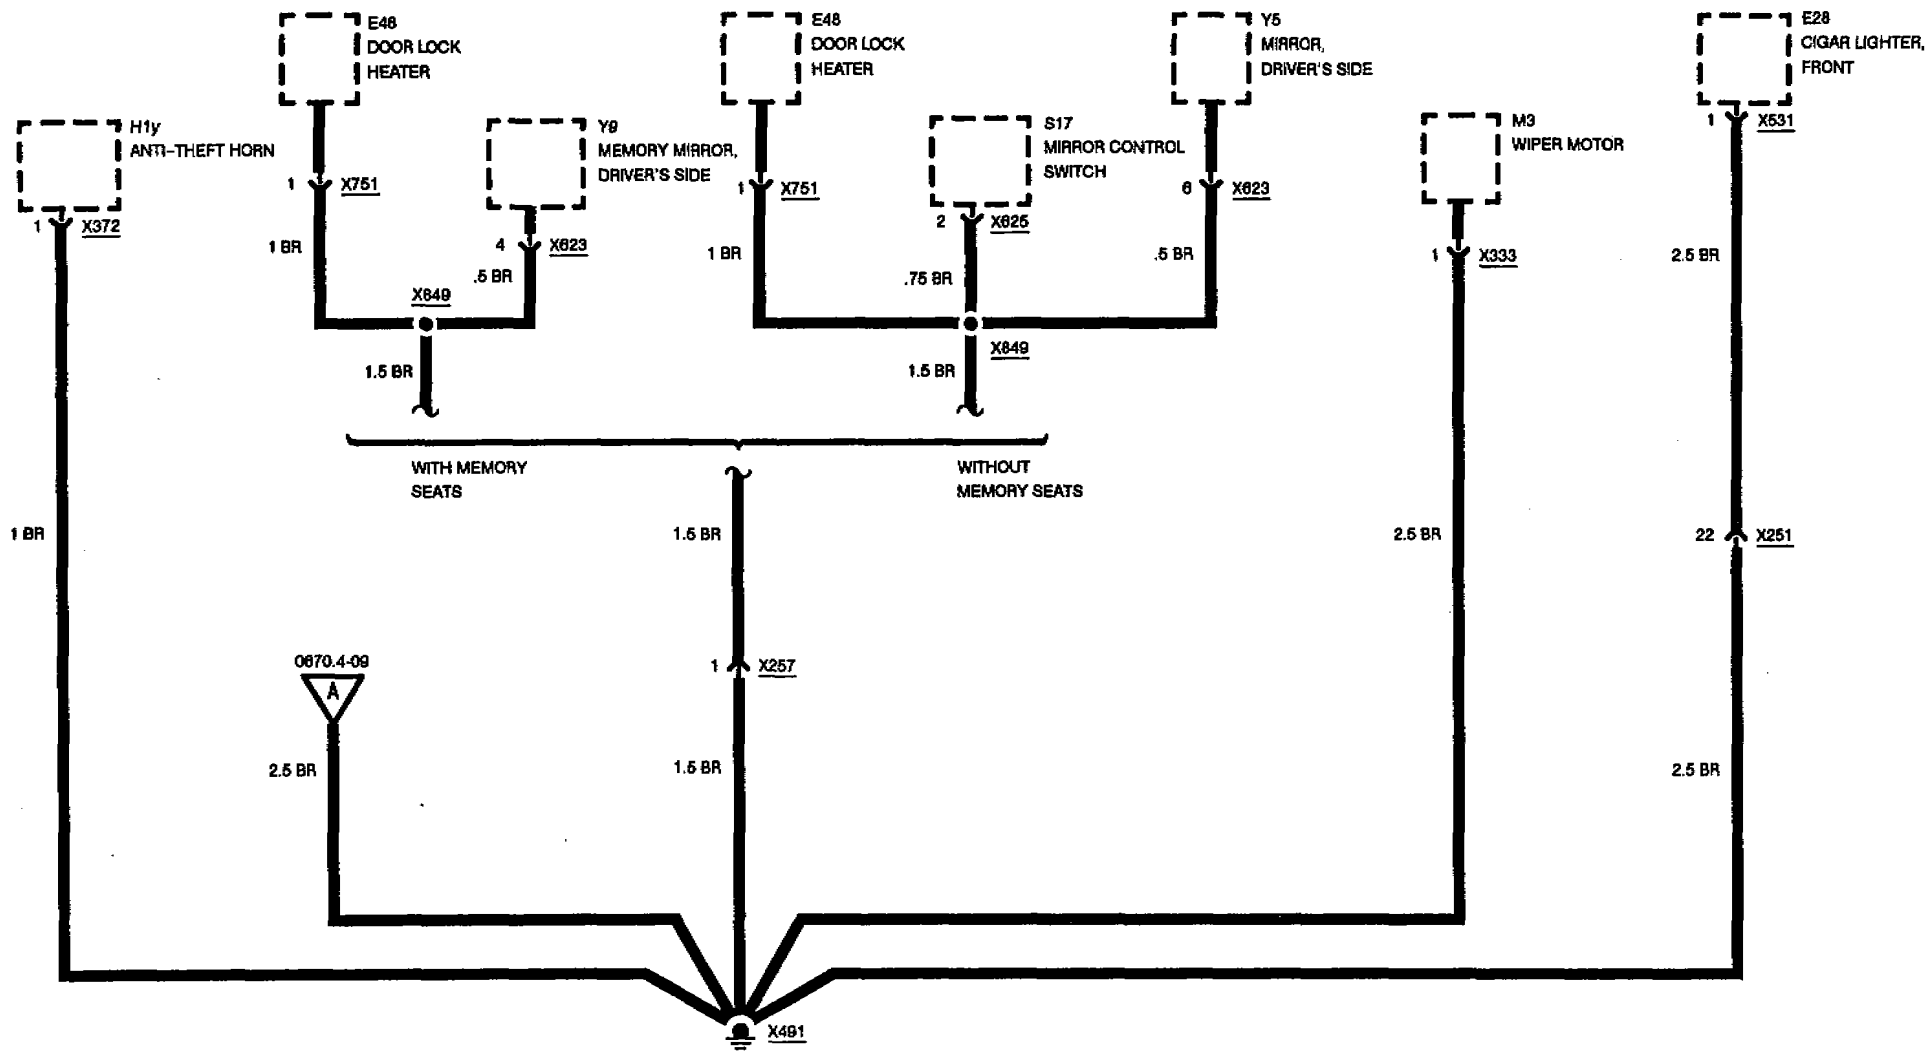 E48
DOOR LOCK
HEATER
E48
DOOR LOCK
HEATER
Y5
MIRROR,
DRIVER'S SIDE
E28
CIGAR LIGHTER,
FRONT
H1y
ANTI-THEFT HORN
Y9
MEMORY MIRROR,
DRIVER'S SIDE
S17
MIRROR CONTROL
SWITCH
M3
WIPER MOTOR
1 X531
1 X751
1 X751
6 X623
1 X372
4 X623
2 X625
1 X333
1 BR
.5 BR
1 BR
.75 BR
.5 BR
2.5 BR
X649
X649
1.5 BR
1.5 BR
WITH MEMORY
SEATS
WITHOUT
MEMORY SEATS
1 BR
1.5 BR
2.5 BR
22 X251
0670.4-09
A
1 X257
2.5 BR
1.5 BR
2.5 BR
X491